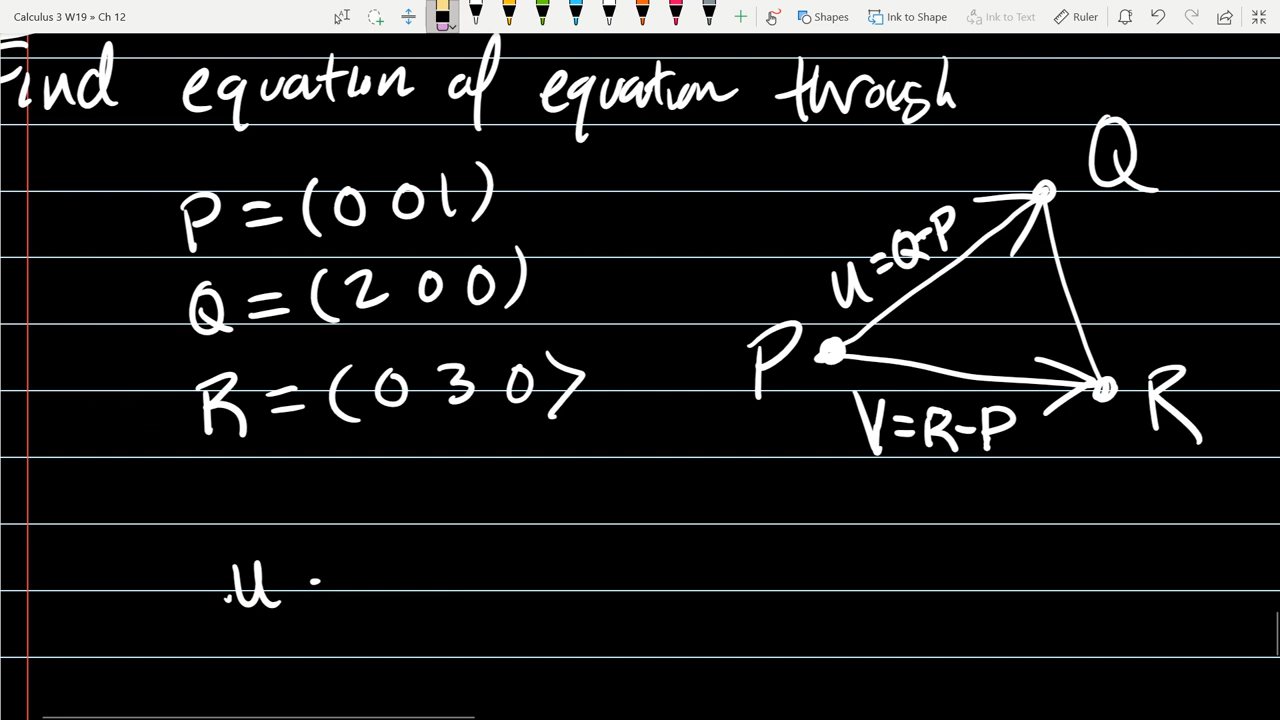 Calculus 3 W19 » Ch 12
Shapes
Ink to Shape
Ink to Text
Ruler
Find equation of equation through
P = (0 0 1)
Q = (2 0 0)
R = (0 3 0>
Q
u=Q-P
P
R
V=R-P
u